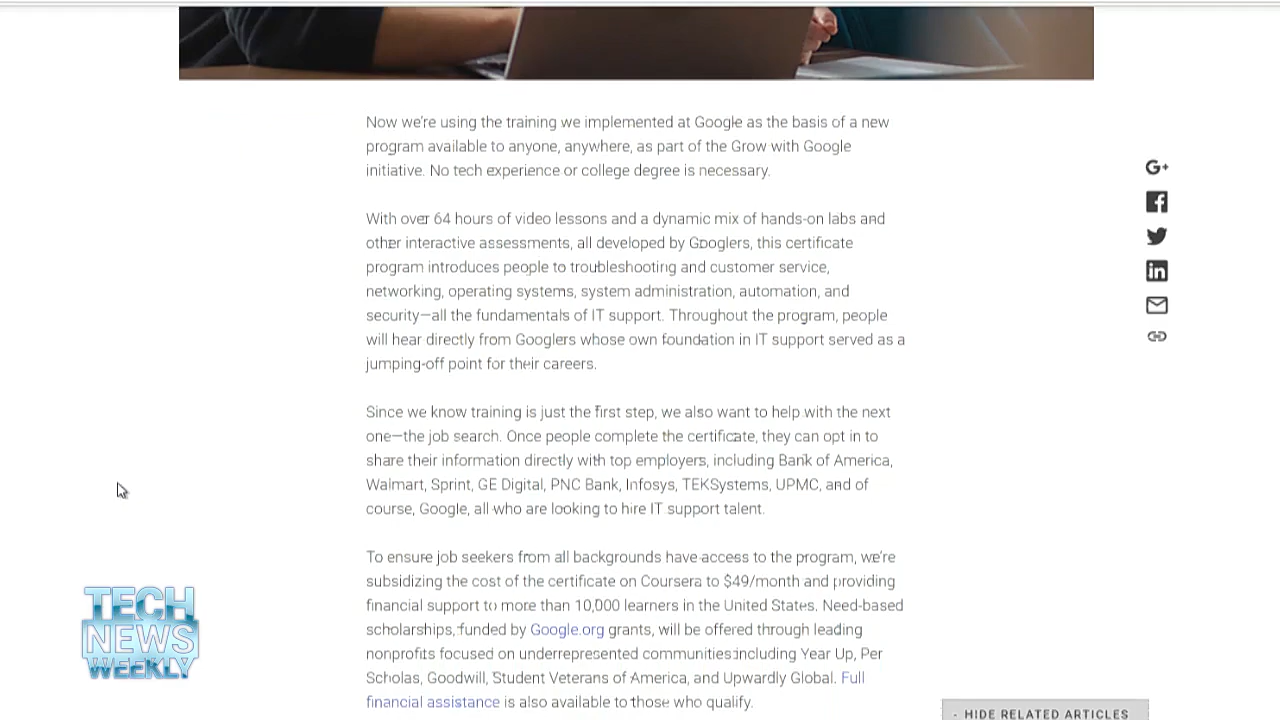 Now we're using the training we implemented at Google as the basis of a new
program available to anyone, anywhere, as part of the Grow with Google
initiative. No tech experience or college degree is necessary.
With over 64 hours of video lessons and a dynamic mix of hands-on labs and
other interactive assessments, all developed by Googlers, this certificate
program introduces people to troubleshooting and customer service,
networking, operating systems, system administration, automation, and
security—all the fundamentals of IT support. Throughout the program, people
will hear directly from Googlers whose own foundation in IT support served as a
jumping-off point for their careers.
Since we know training is just the first step, we also want to help with the next
one—the job search. Once people complete the certificate, they can opt in to
share their information directly with top employers, including Bank of America,
Walmart, Sprint, GE Digital, PNC Bank, Infosys, TEKSystems, UPMC, and of
course, Google, all who are looking to hire IT support talent.
To ensure job seekers from all backgrounds have access to the program, we're
subsidizing the cost of the certificate on Coursera to $49/month and providing
financial support to more than 10,000 learners in the United States. Need-based
scholarships, funded by Google.org grants, will be offered through leading
nonprofits focused on underrepresented communities including Year Up, Per
Scholas, Goodwill, Student Veterans of America, and Upwardly Global. Full
financial assistance is also available to those who qualify.
G+
in
TECH
NEWS
WEEKLY
- HIDE RELATED ARTICLES